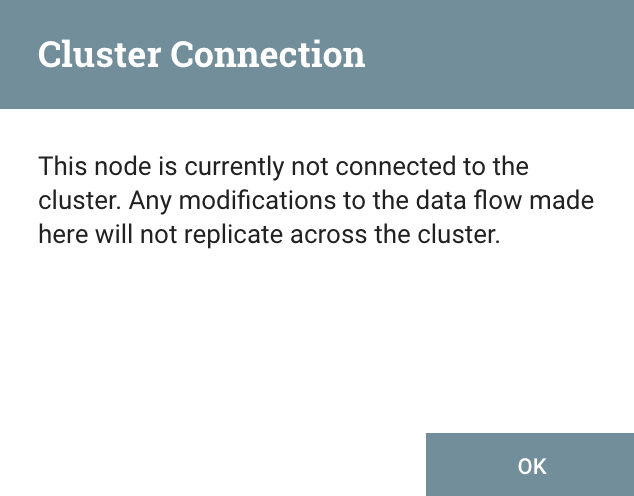 Cluster Connection
This node is currently not connected to the
cluster. Any modifications to the data flow made
here will not replicate across the cluster.
OK